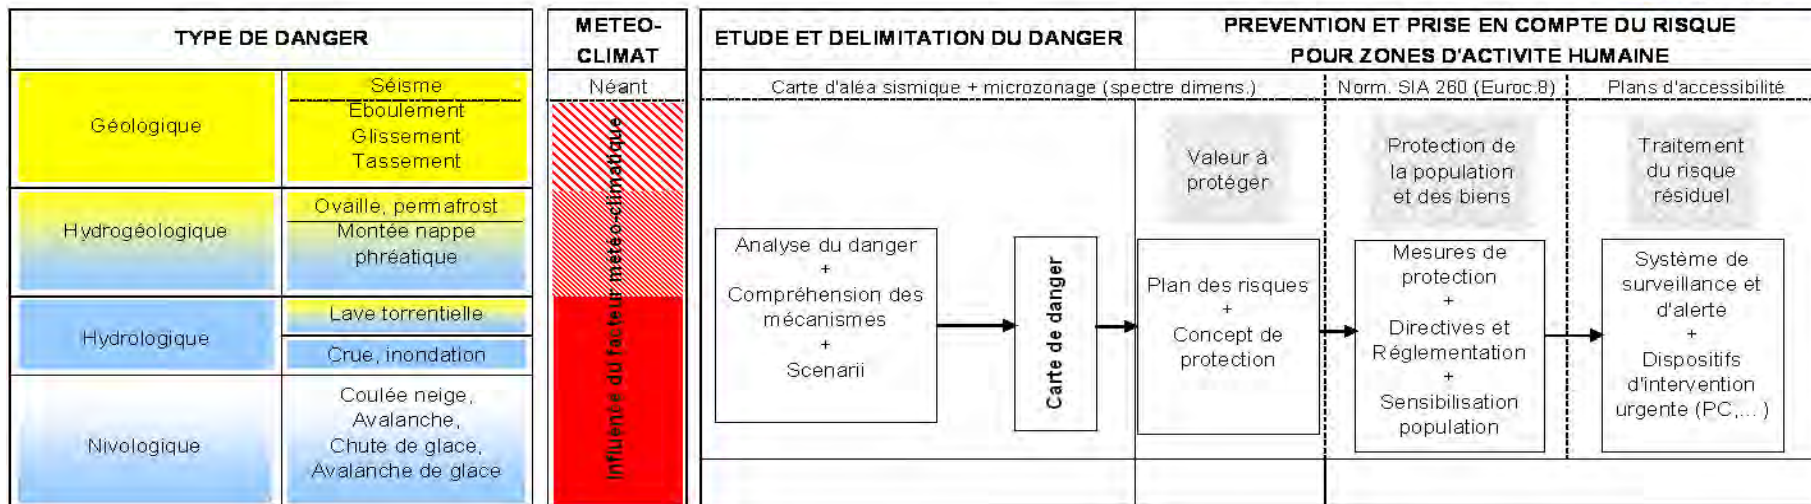 TYPE DE DANGER
METEO-
CLIMAT
ETUDE ET DELIMITATION DU DANGER
PREVENTION ET PRISE EN COMPTE DU RISQUE
POUR ZONES D'ACTIVITE HUMAINE
Géologique
Séisme
Eboulement
Glissement
Tassement
Hydrogéologique
Ovaille, permafrost
Montée nappe
phréatique
Hydrologique
Lave torrentielle
Crue, inondation
Nivologique
Coulée neige,
Avalanche,
Chute de glace,
Avalanche de glace
Néant
Influence du facteur météo-climatique
Carte d'aléa sismique + microzonage (spectre dimens.)
Norm. SIA 260 (Euroc.8)
Plans d'accessibilité
Valeur à
protéger
Protection de
la population
et des biens
Traitement
du risque
résiduel
Analyse du danger
+
Compréhension des
mécanismes
+
Scenarii
Carte de danger
Plan des risques
+
Concept de
protection
Mesures de
protection
+
Directives et
Réglementation
+
Sensibilisation
population
Système de
surveillance et
d'alerté
+
Dispositifs
d'intervention
urgente (PC,...)